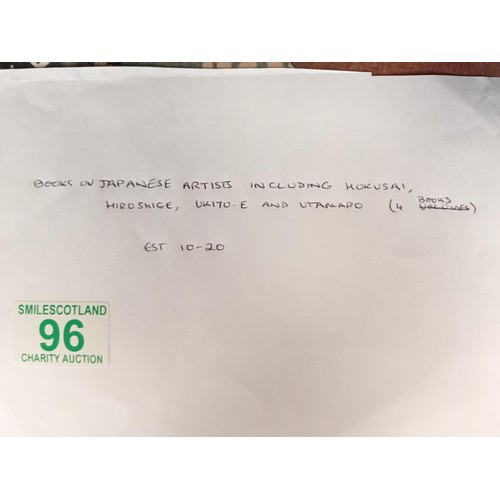 BOOKS ON JAPANESE ARTISTS INCLUDING HOKUSAI,
HIROSHIGE, UKIYO-E AND UTAMARO (4 BOOKS VOLUMES)
EST 10-20
SMILESCOTLAND
96
CHARITY AUCTION